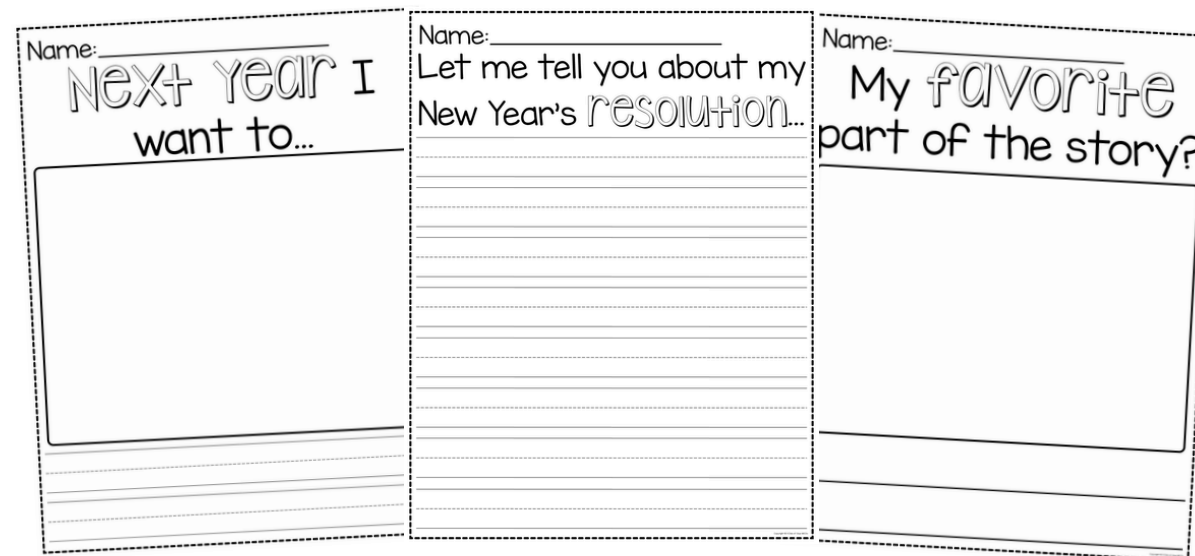 Name:
Next Year I
want to...
Name:
Let me tell you about my
New Year's resolution...
Name:
My favorite
part of the story?